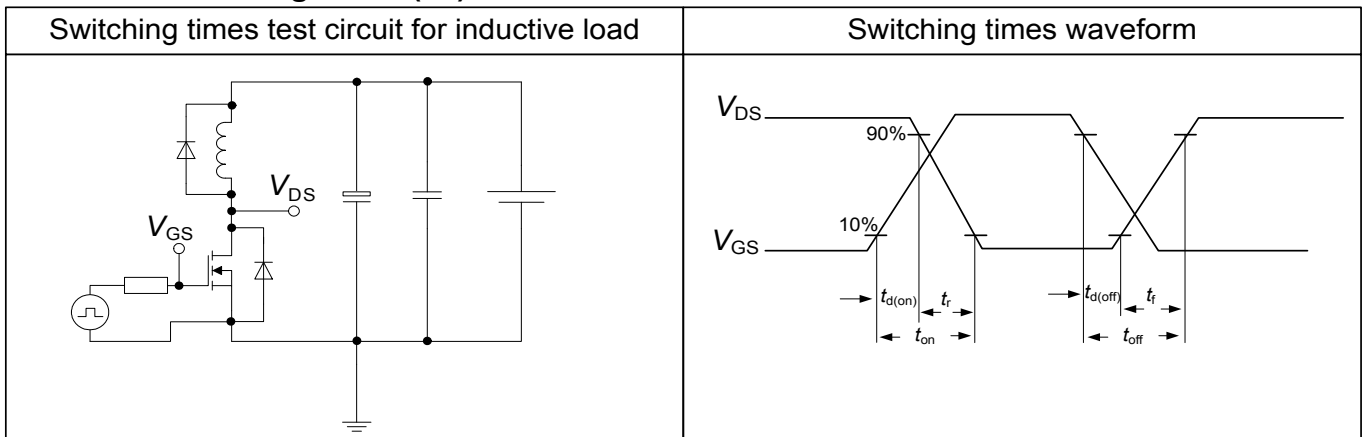 Switching times test circuit for inductive load
Switching times waveform
VDS
VGS
VDS
90%
10%
VGS
td(on)
tr
ton
td(off)
tf
toff